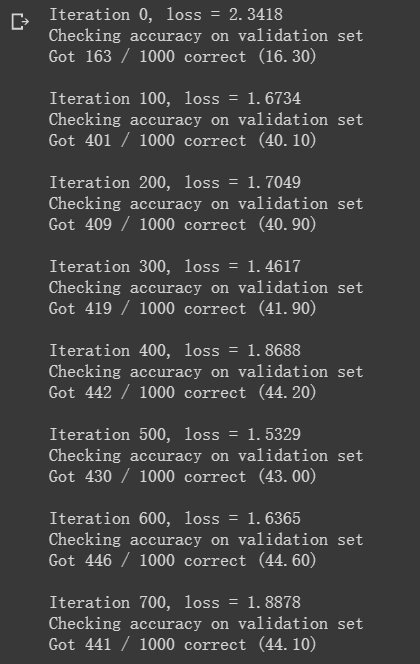 Iteration 0, loss = 2.3418
Checking accuracy on validation set
Got 163 / 1000 correct (16.30)
Iteration 100, loss = 1.6734
Checking accuracy on validation set
Got 401 / 1000 correct (40.10)
Iteration 200, loss = 1.7049
Checking accuracy on validation set
Got 409 / 1000 correct (40.90)
Iteration 300, loss = 1.4617
Checking accuracy on validation set
Got 419 / 1000 correct (41.90)
Iteration 400, loss = 1.8688
Checking accuracy on validation set
Got 442 / 1000 correct (44.20)
Iteration 500, loss = 1.5329
Checking accuracy on validation set
Got 430 / 1000 correct (43.00)
Iteration 600, loss = 1.6365
Checking accuracy on validation set
Got 446 / 1000 correct (44.60)
Iteration 700, loss = 1.8878
Checking accuracy on validation set
Got 441 / 1000 correct (44.10)